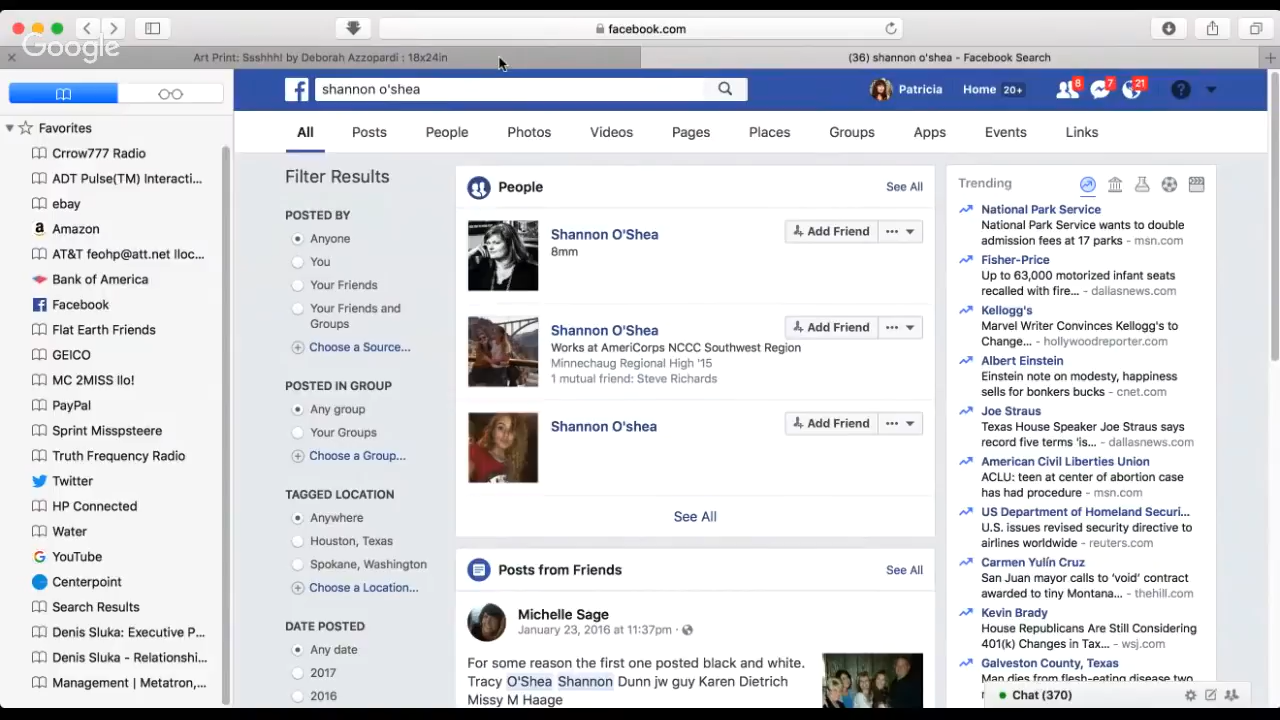 facebook.com
Google
Art Print: Sssshh! by Deborah Azzopardi : 18x24in
(36) shannon o'shea - Facebook Search
shannon o'shea
Patricia
Home 20+
8
7
21
?
All Posts People Photos Videos Pages Places Groups Apps Events Links
Favorites
Crrow777 Radio
ADT Pulse(TM) Interacti...
ebay
Amazon
AT&T feohp@att.net lloc...
Bank of America
Facebook
Flat Earth Friends
GEICO
MC 2MISS llo!
PayPal
Sprint Misspsteere
Truth Frequency Radio
Twitter
HP Connected
Water
YouTube
Centerpoint
Search Results
Denis Sluka: Executive P...
Denis Sluka - Relationshi...
Management | Metatron,...
Filter Results
POSTED BY
Anyone
You
Your Friends
Your Friends and
Groups
Choose a Source...
POSTED IN GROUP
Any group
Your Groups
Choose a Group...
TAGGED LOCATION
Anywhere
Houston, Texas
Spokane, Washington
Choose a Location...
DATE POSTED
Any date
2017
2016
People
See All
Shannon O'Shea
8mm
Add Friend
Shannon O'Shea
Works at AmeriCorps NCCC Southwest Region
Minnechaug Regional High '15
1 mutual friend: Steve Richards
Add Friend
Shannon O'shea
Add Friend
See All
Posts from Friends
See All
Michelle Sage
January 23, 2016 at 11:37pm ·
For some reason the first one posted black and white.
Tracy O'Shea Shannon Dunn jw guy Karen Dietrich
Missy M Haage
Trending
National Park Service
National Park Service wants to double
admission fees at 17 parks - msn.com
Fisher-Price
Up to 63,000 motorized infant seats
recalled with fire... - dallasnews.com
Kellogg's
Marvel Writer Convinces Kellogg's to
Change... - hollywoodreporter.com
Albert Einstein
Einstein note on modesty, happiness
sells for bonkers bucks - cnet.com
Joe Straus
Texas House Speaker Joe Straus says
record five terms 'is... - dallasnews.com
American Civil Liberties Union
ACLU: teen at center of abortion case
has had procedure - msn.com
US Department of Homeland Securi...
U.S. issues revised security directive to
airlines worldwide - reuters.com
Carmen Yulín Cruz
San Juan mayor calls to 'void' contract
awarded to tiny Montana... - thehill.com
Kevin Brady
House Republicans Are Still Considering
401(k) Changes in Tax... - wsj.com
Galveston County, Texas
Man dies from flesh-eating disease two
Chat (370)